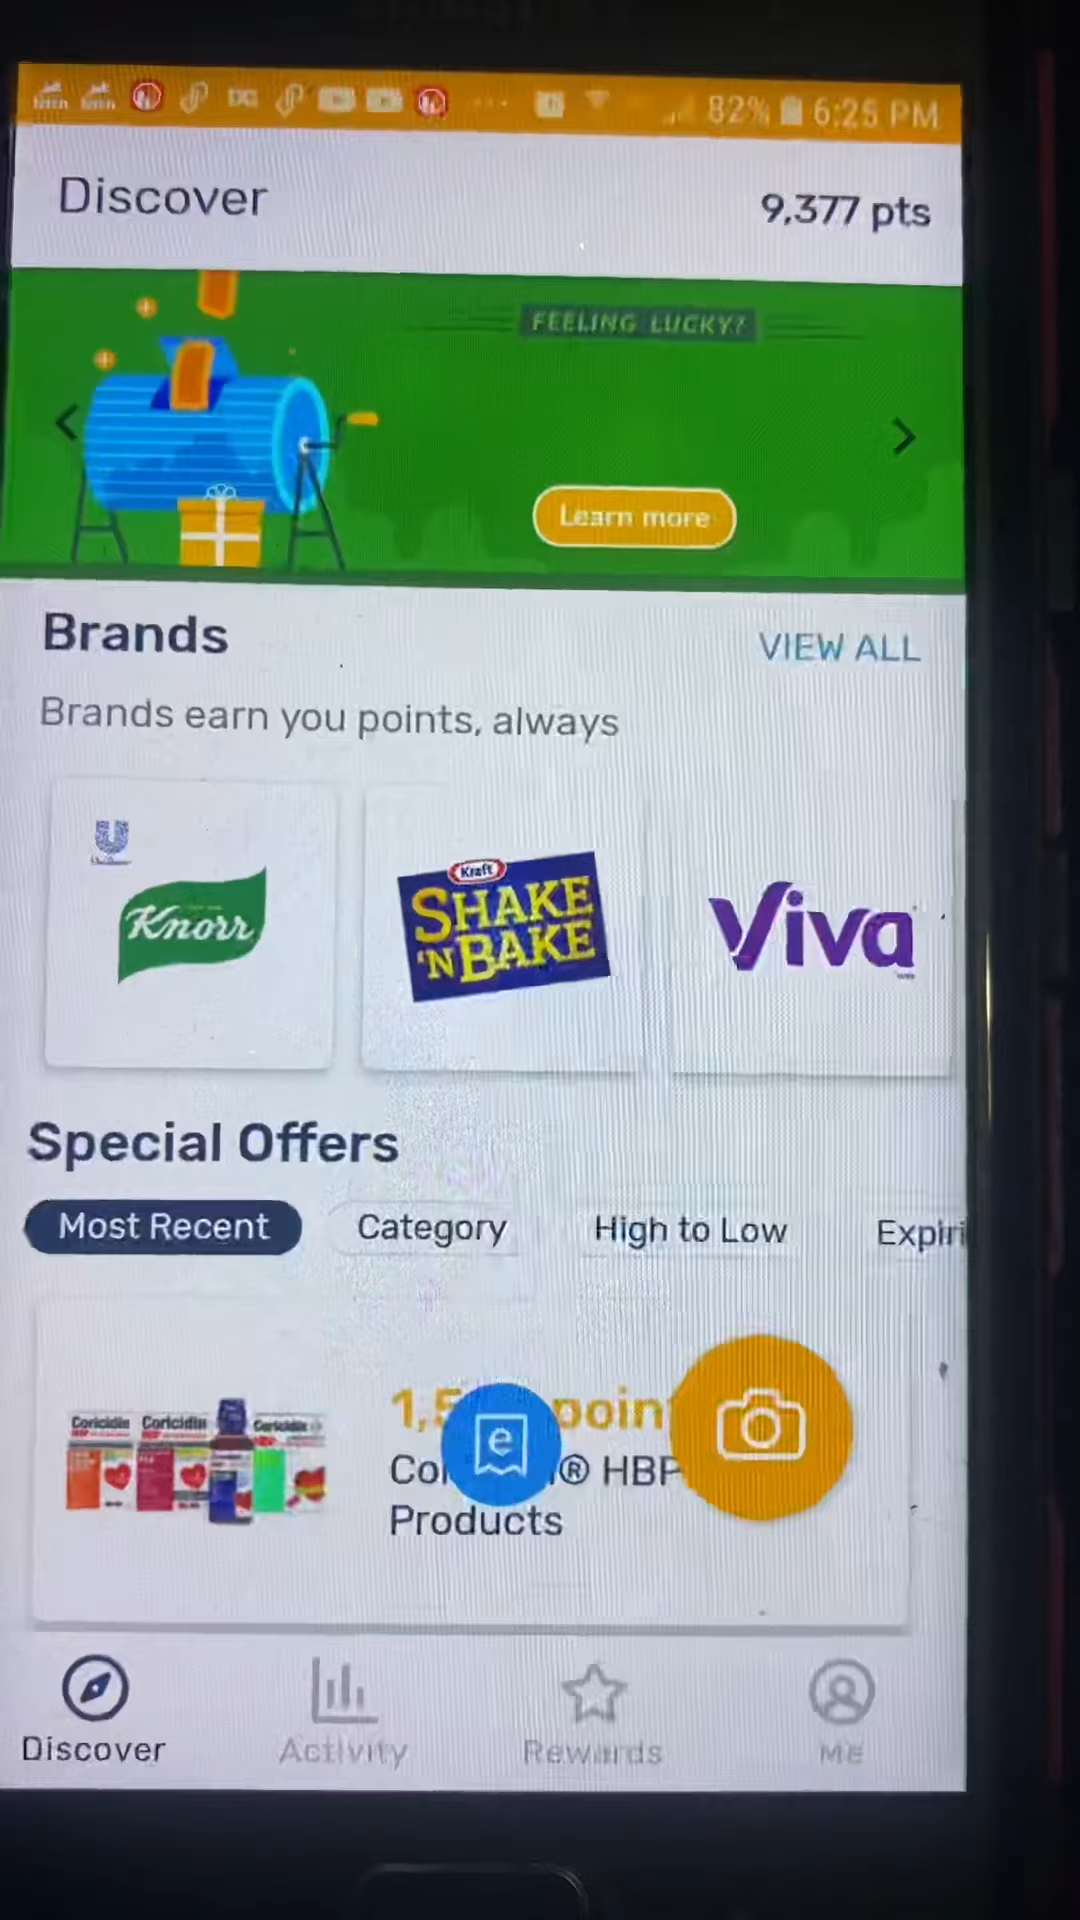 82% 6:25 PM
Discover
9,377 pts
FEELING LUCKY?
Learn more
Brands
VIEW ALL
Brands earn you points, always
Knorr
Kraft
SHAKE
'N BAKE
Viva
Special Offers
Most Recent
Category
High to Low
Expiri
Coricidin
Coricidin
Coricidin
1,5
poin
e
Co
® HBP
Products
Discover
Activity
Rewards
ME